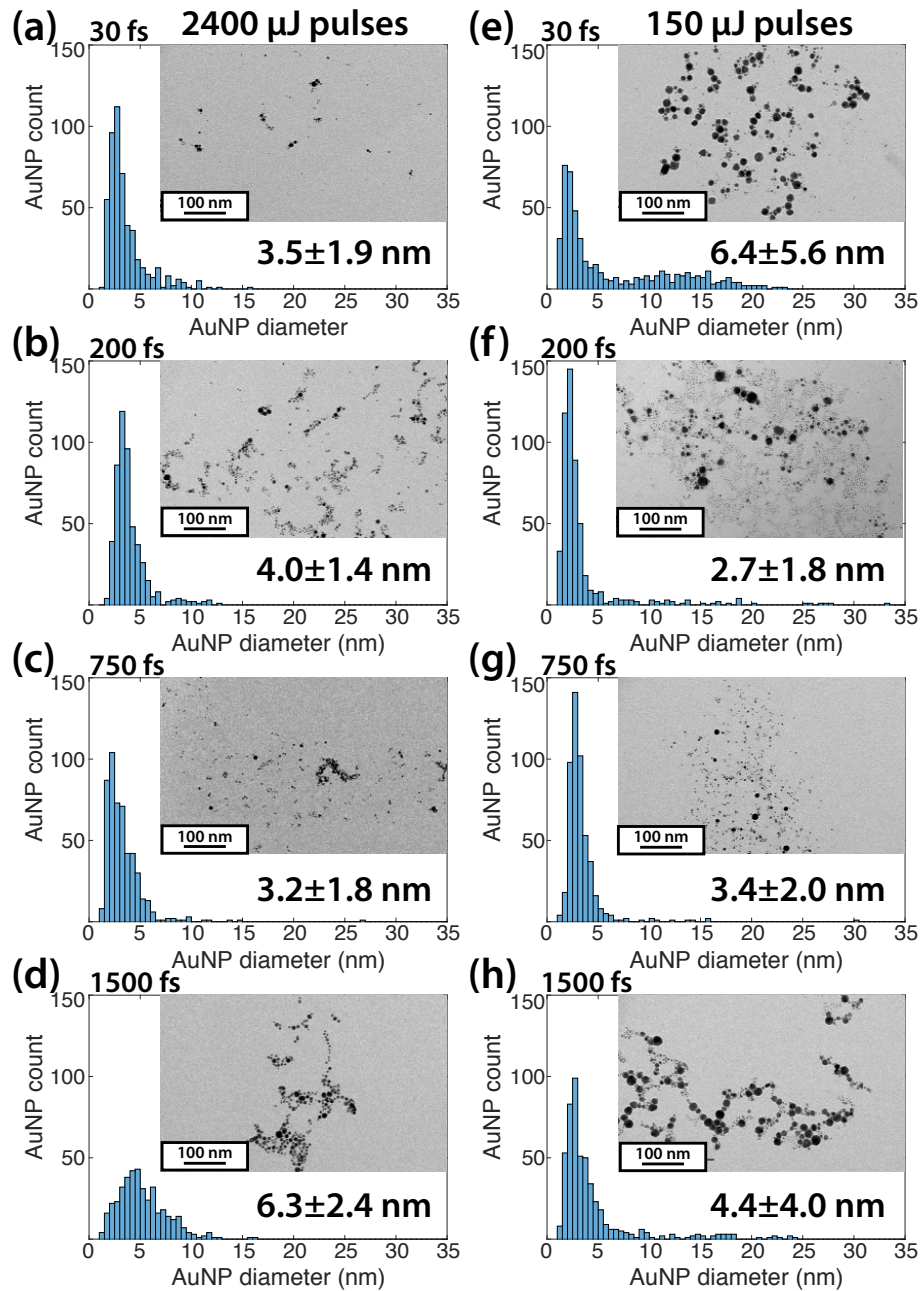 (a) 2400 µJ pulses
30 fs
150
100
50
AuNP count
100 nm
3.5±1.9 nm
0 5 10 15 20 25 30 35
AuNP diameter
(b)
200 fs
150
100
50
AuNP count
100 nm
4.0±1.4 nm
0 5 10 15 20 25 30 35
AuNP diameter (nm)
(c)
750 fs
150
100
50
AuNP count
100 nm
3.2±1.8 nm
0 5 10 15 20 25 30 35
AuNP diameter (nm)
(d)
1500 fs
150
100
50
AuNP count
100 nm
6.3±2.4 nm
0 5 10 15 20 25 30 35
AuNP diameter (nm)
(e) 150 µJ pulses
30 fs
150
100
50
AuNP count
100 nm
6.4±5.6 nm
0 5 10 15 20 25 30 35
AuNP diameter (nm)
(f)
200 fs
150
100
50
AuNP count
100 nm
2.7±1.8 nm
0 5 10 15 20 25 30 35
AuNP diameter (nm)
(g)
750 fs
150
100
50
AuNP count
100 nm
3.4±2.0 nm
0 5 10 15 20 25 30 35
AuNP diameter (nm)
(h)
1500 fs
150
100
50
AuNP count
100 nm
4.4±4.0 nm
0 5 10 15 20 25 30 35
AuNP diameter (nm)